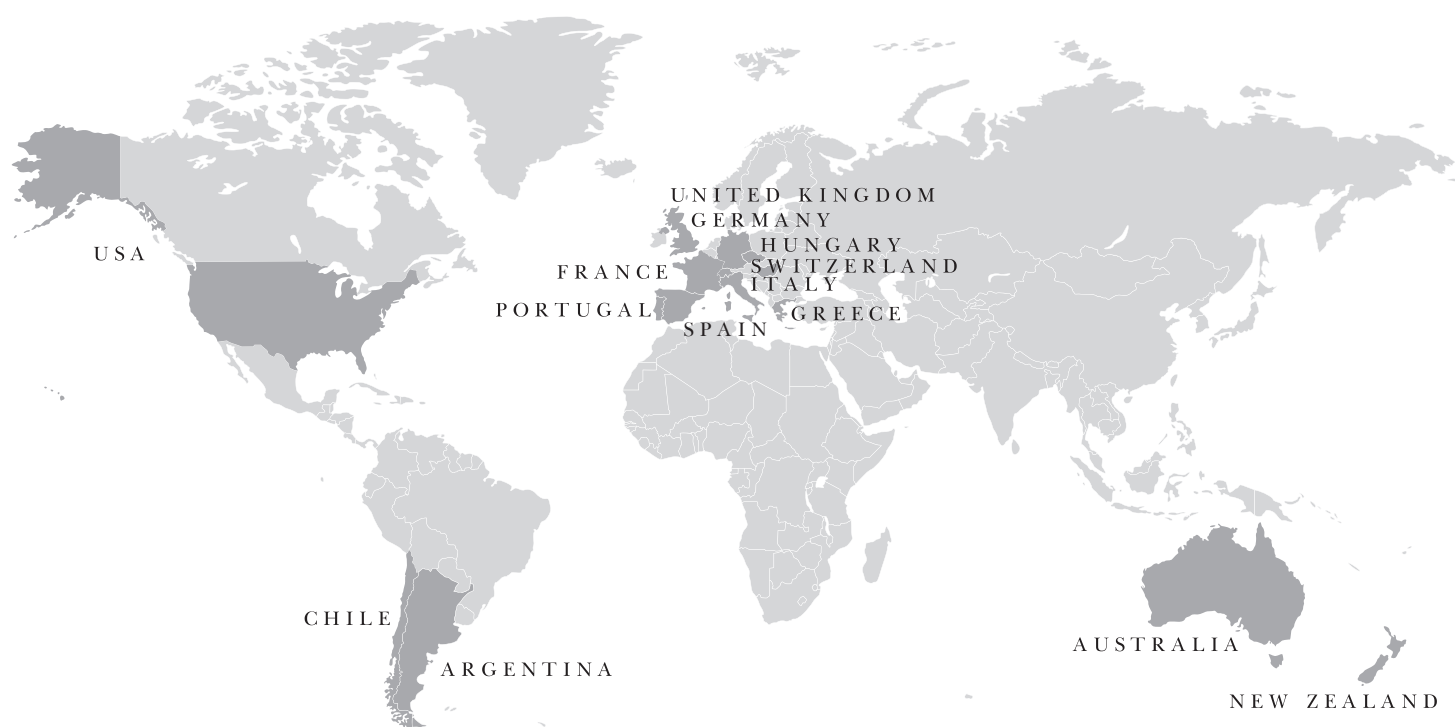 UNITED KINGDOM
GERMANY
HUNGARY
USA
SWITZERLAND
FRANCE
ITALY
PORTUGAL
GREECE
SPAIN
CHILE
AUSTRALIA
ARGENTINA
NEW ZEALAND